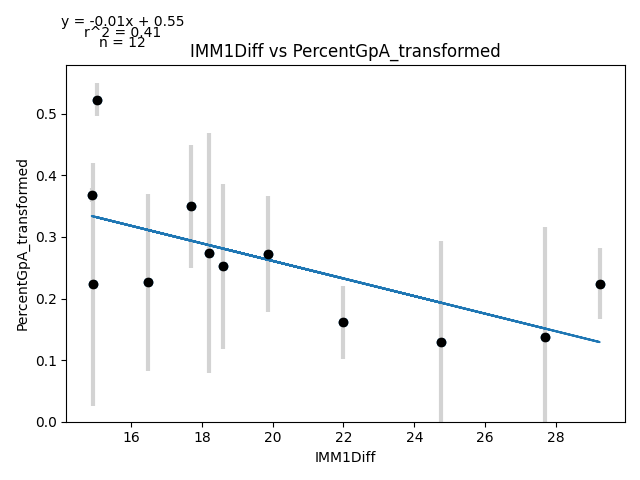 y = -0.01x + 0.55
r^2 = 0.41
n = 12
IMM1Diff vs PercentGpA_transformed
PercentGpA_transformed
0.5
0.4
0.3
0.2
0.1
0.0
16 18 20 22 24 26 28
IMM1Diff